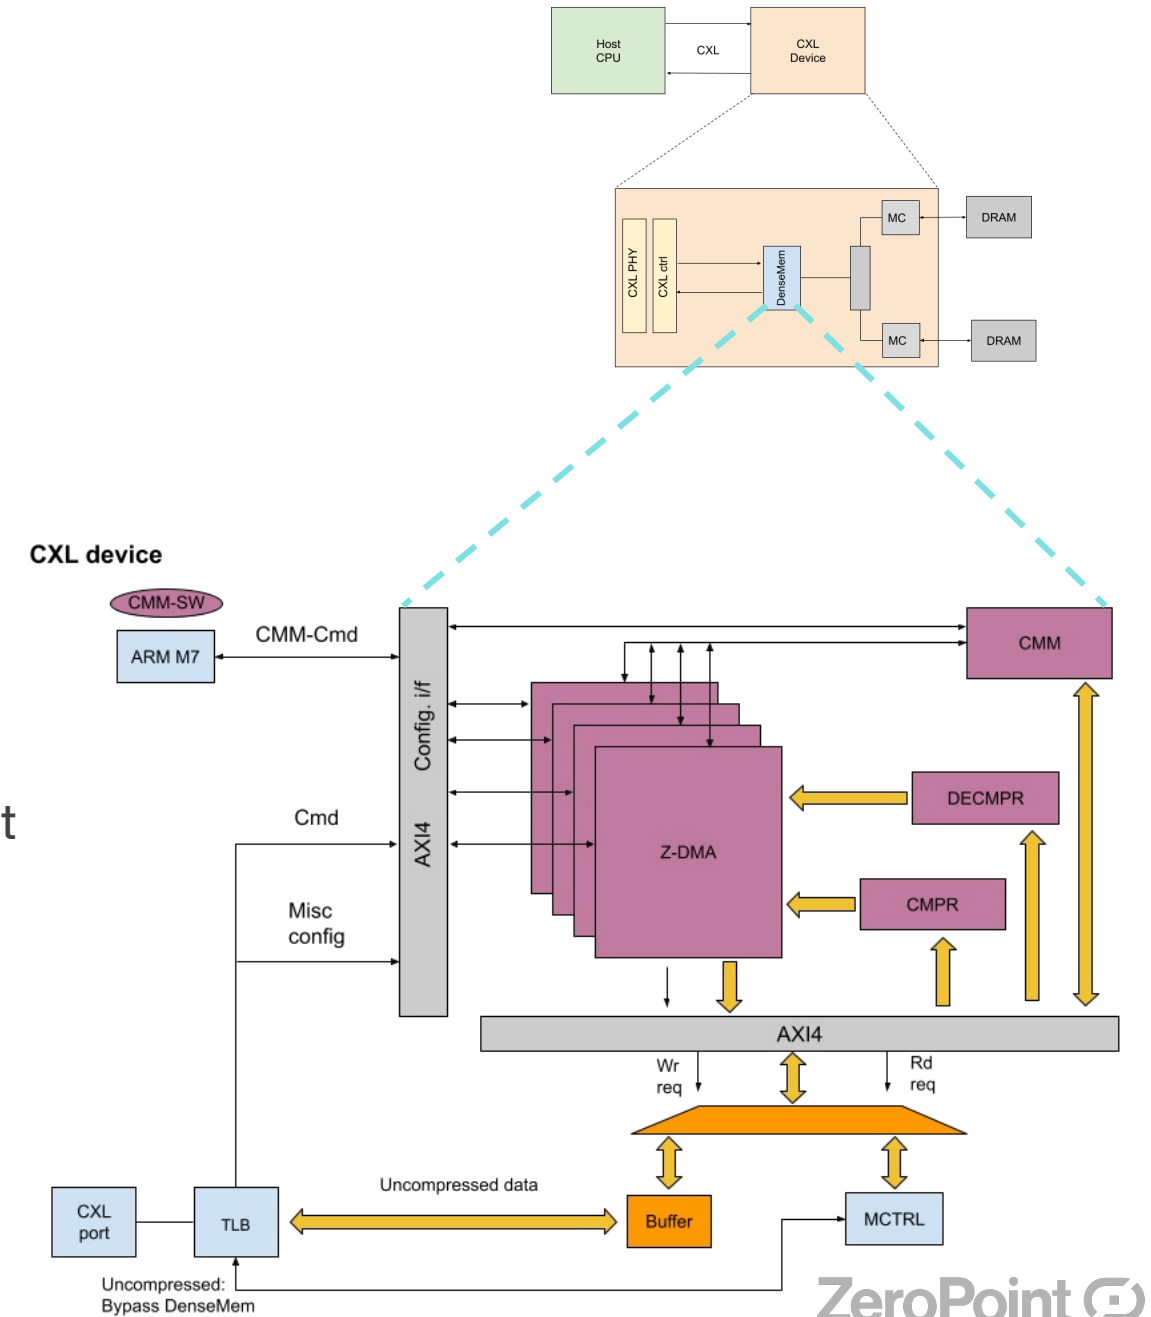 Host
CPU
CXL
CXL
Device
CXL PHY
CXL ctrl
DenseMem
MC
DRAM
MC
DRAM
CXL device
CMM-SW
ARM M7
CMM-Cmd
AXI4 Config. i/f
CMM
DECMPR
t
Cmd
Z-DMA
CMPR
Misc
config
AXI4
Wr
req
Rd
req
Uncompressed data
CXL
port
TLB
Buffer
MCTRL
Uncompressed:
Bypass DenseMem
ZeroPoint